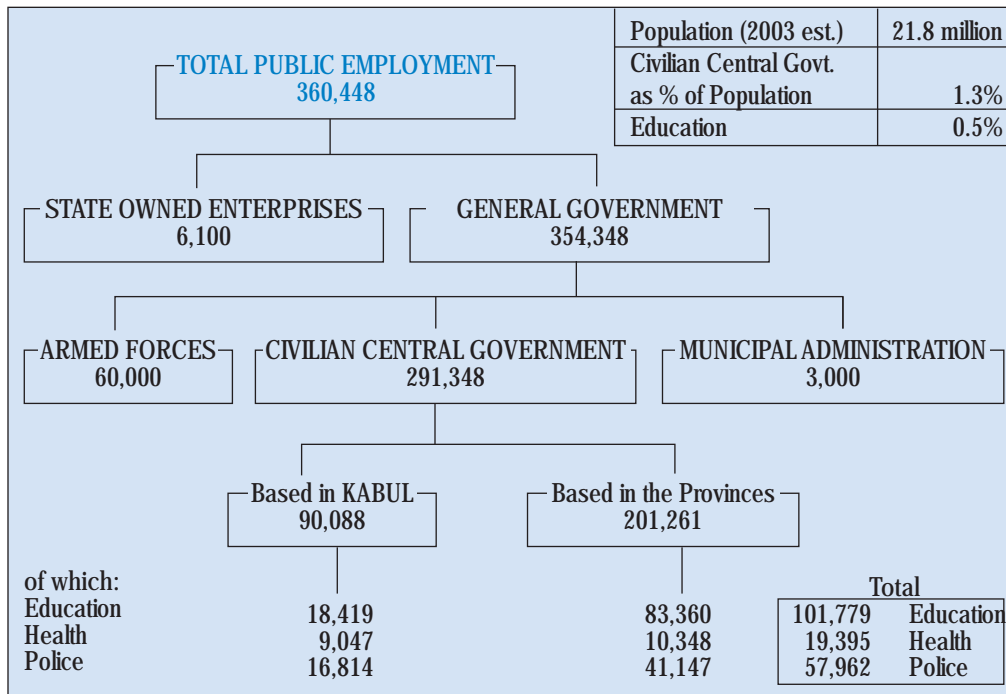 Population (2003 est.) 21.8 million
Civilian Central Govt.
as % of Population 1.3%
Education 0.5%
TOTAL PUBLIC EMPLOYMENT
360,448
STATE OWNED ENTERPRISES
6,100
GENERAL GOVERNMENT
354,348
ARMED FORCES
60,000
CIVILIAN CENTRAL GOVERNMENT
291,348
MUNICIPAL ADMINISTRATION
3,000
Based in KABUL
90,088
Based in the Provinces
201,261
of which:
Total
Education 18,419 83,360 101,779 Education
Health 9,047 10,348 19,395 Health
Police 16,814 41,147 57,962 Police